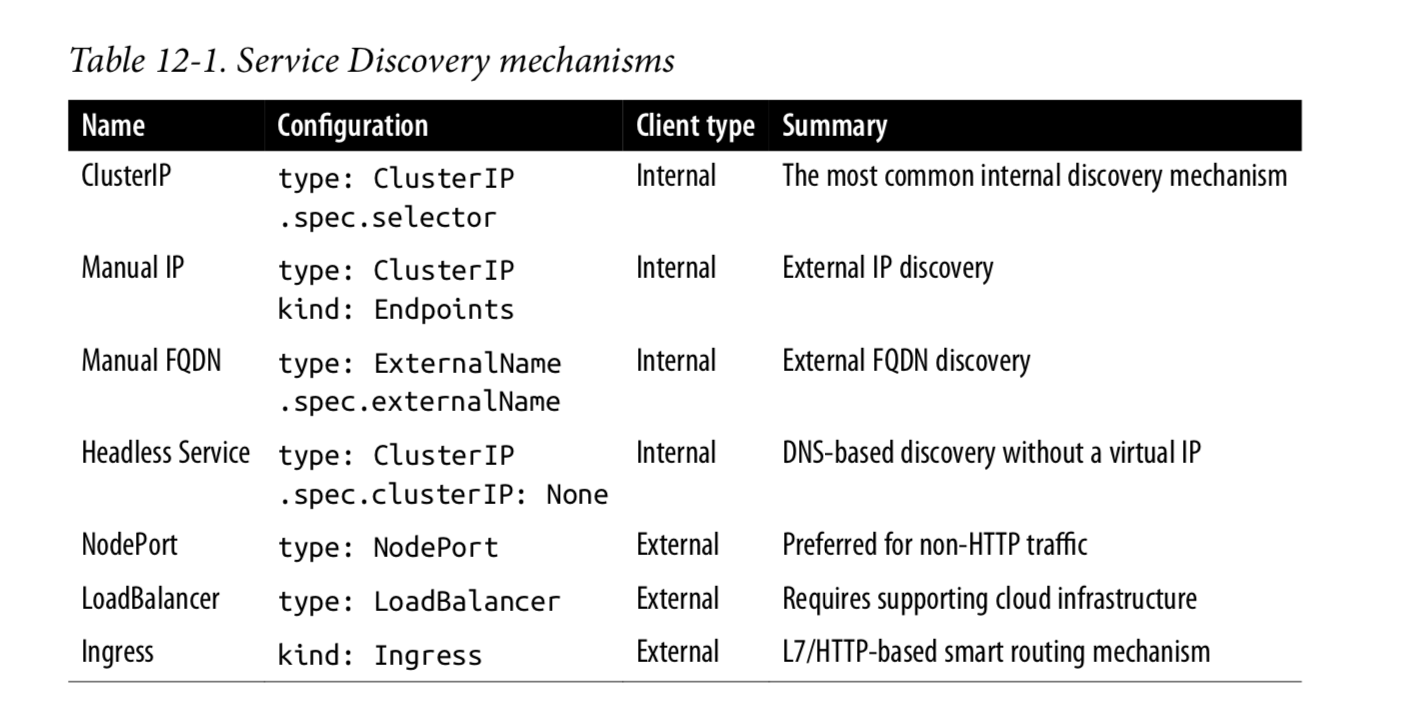 Table 12-1. Service Discovery mechanisms
Name Configuration Client type Summary
ClusterIP type: ClusterIP Internal The most common internal discovery mechanism
.spec.selector
Manual IP type: ClusterIP Internal External IP discovery
kind: Endpoints
Manual FQDN type: ExternalName Internal External FQDN discovery
.spec.externalName
Headless Service type: ClusterIP Internal DNS-based discovery without a virtual IP
.spec.clusterIP: None
NodePort type: NodePort External Preferred for non-HTTP traffic
LoadBalancer type: LoadBalancer External Requires supporting cloud infrastructure
Ingress kind: Ingress External L7/HTTP-based smart routing mechanism